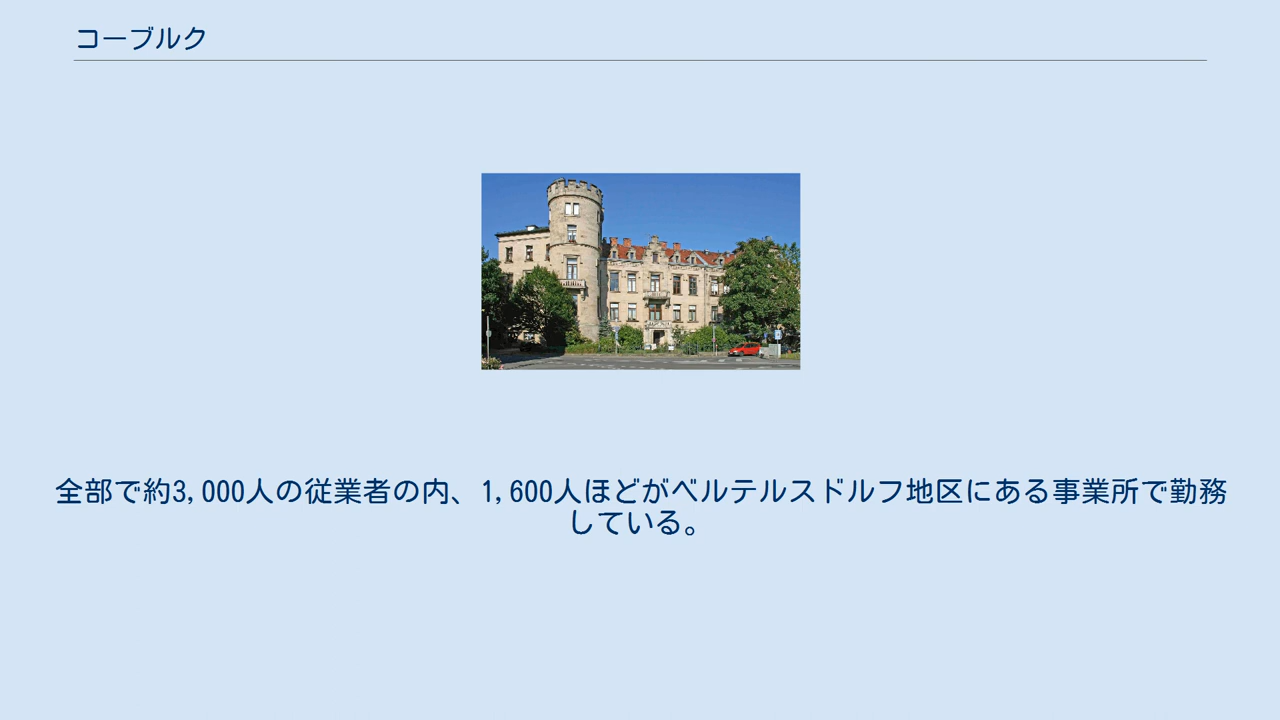 コーブルク
全部で約3,000人の従業者の内、1,600人ほどがベルテルスドルフ地区にある事業所で勤務
している。